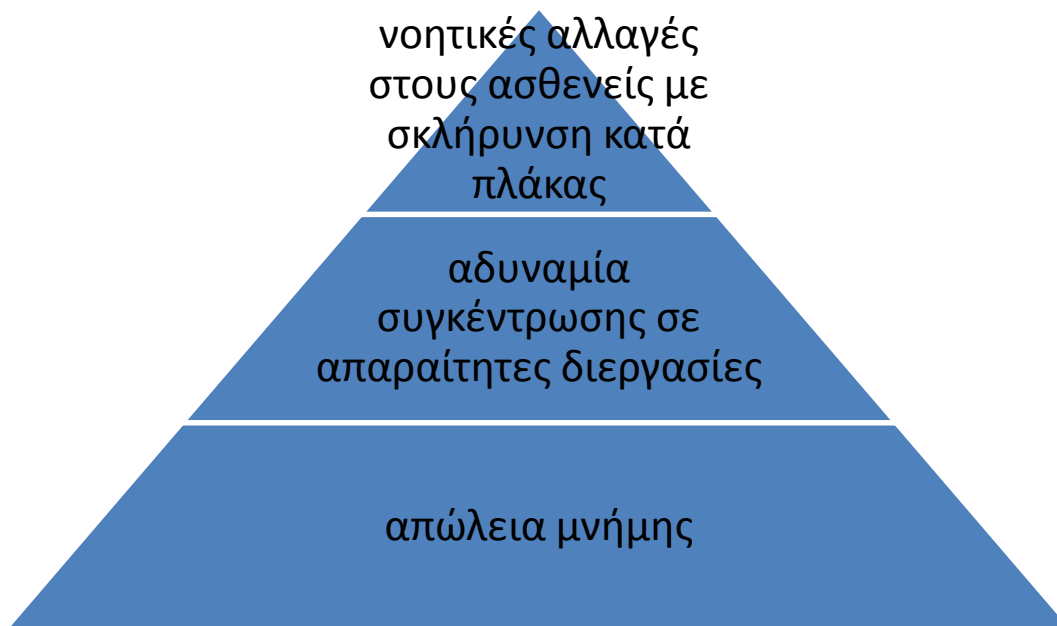 νοητικές αλλαγές
στους ασθενείς με
σκλήρυνση κατά
πλάκας
αδυναμία
συγκέντρωσης σε
απαραίτητες διεργασίες
απώλεια μνήμης